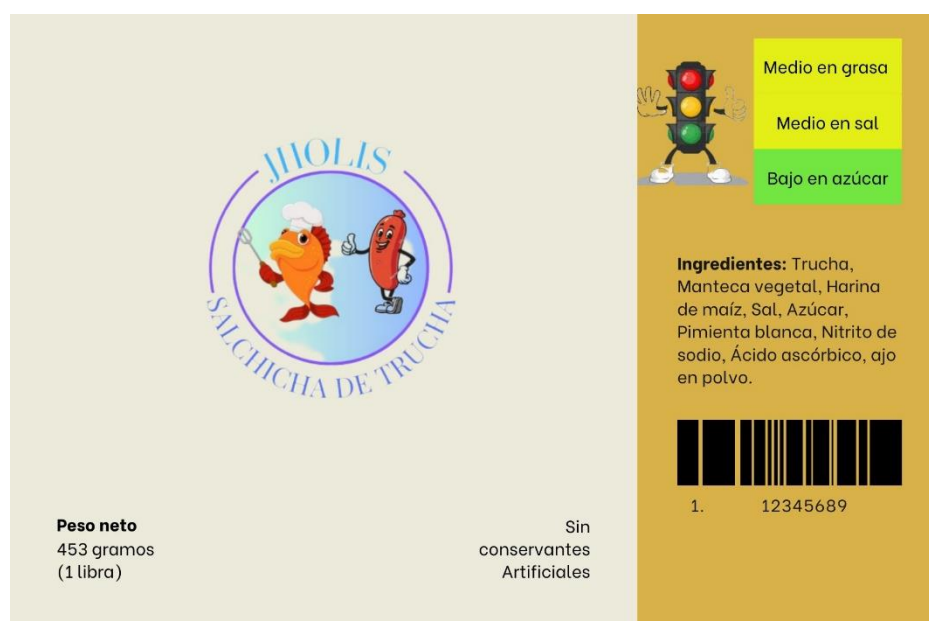 JHOLIS
SALCHICHA DE TRUCHA
Peso neto
453 gramos
(1 libra)
Sin
conservantes
Artificiales
Medio en grasa
Medio en sal
Bajo en azúcar
Ingredientes: Trucha,
Manteca vegetal, Harina
de maíz, Sal, Azúcar,
Pimienta blanca, Nitrito de
sodio, Ácido ascórbico, ajo
en polvo.
1. 12345689